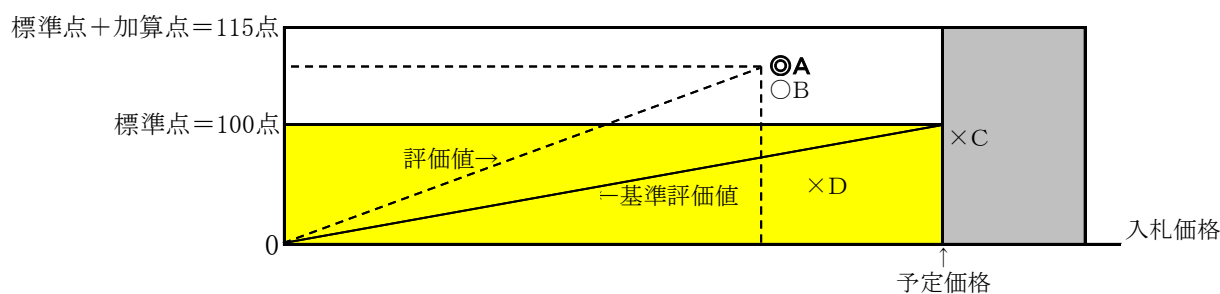 標準点+加算点=115点
◎A
○B
標準点=100点
×C
評価値→
×D
←基準評価値
0
入札価格
↑
予定価格